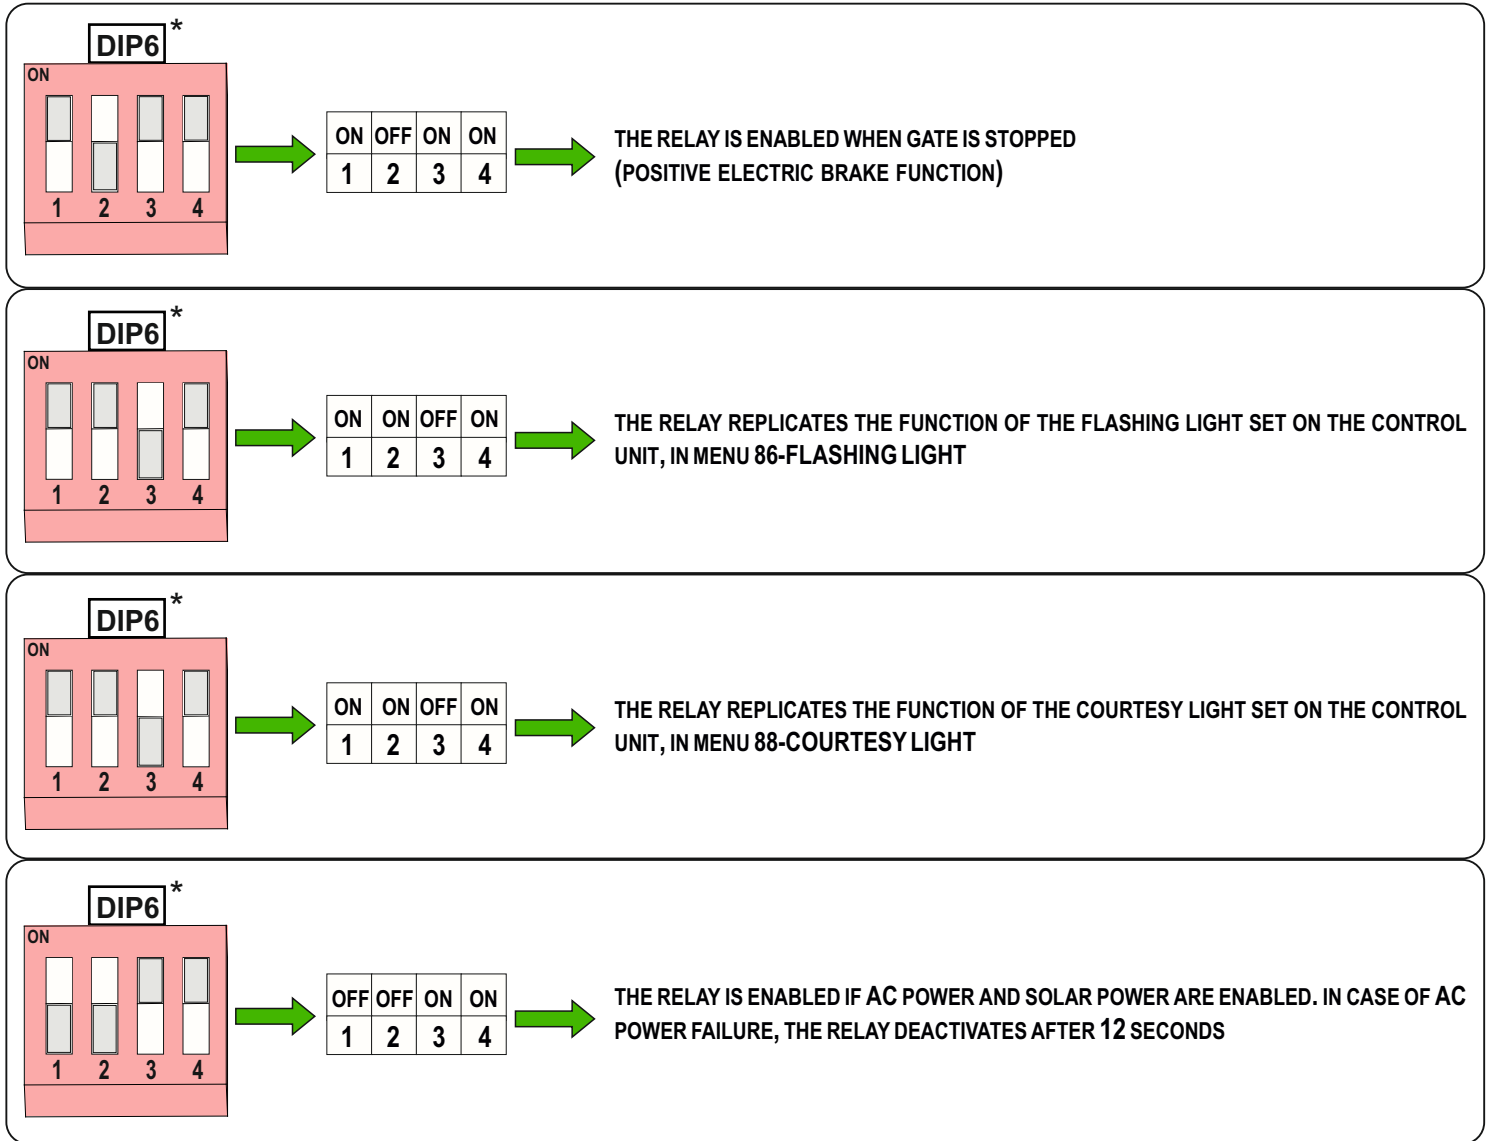 DIP6 *
ON
1 2 3 4
ON OFF ON ON
1 2 3 4
THE RELAY IS ENABLED WHEN GATE IS STOPPED
(POSITIVE ELECTRIC BRAKE FUNCTION)
DIP6 *
ON
1 2 3 4
ON ON OFF ON
1 2 3 4
THE RELAY REPLICATES THE FUNCTION OF THE FLASHING LIGHT SET ON THE CONTROL
UNIT, IN MENU 86-FLASHING LIGHT
DIP6 *
ON
1 2 3 4
ON ON OFF ON
1 2 3 4
THE RELAY REPLICATES THE FUNCTION OF THE COURTESY LIGHT SET ON THE CONTROL
UNIT, IN MENU 88-COURTESY LIGHT
DIP6 *
ON
1 2 3 4
OFF OFF ON ON
1 2 3 4
THE RELAY IS ENABLED IF AC POWER AND SOLAR POWER ARE ENABLED. IN CASE OF AC
POWER FAILURE, THE RELAY DEACTIVATES AFTER 12 SECONDS